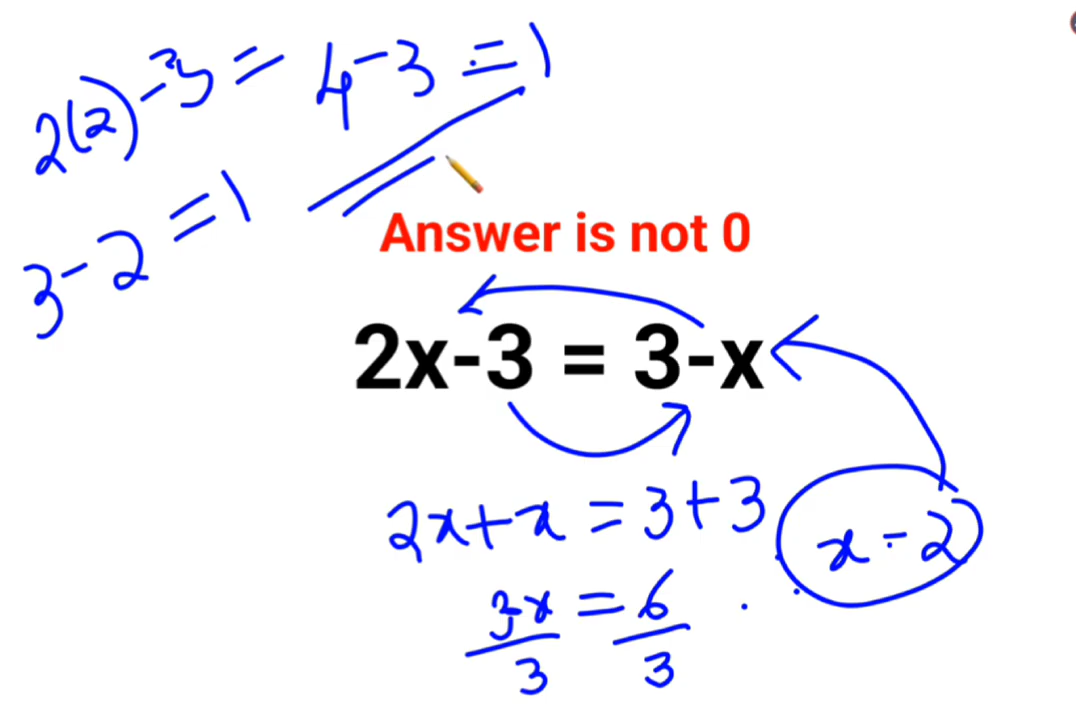 2(2)-3= 4-3=1
3-2=1
Answer is not 0
2x-3 = 3-x
2x+x=3+3
x=2
3x=6
3 3